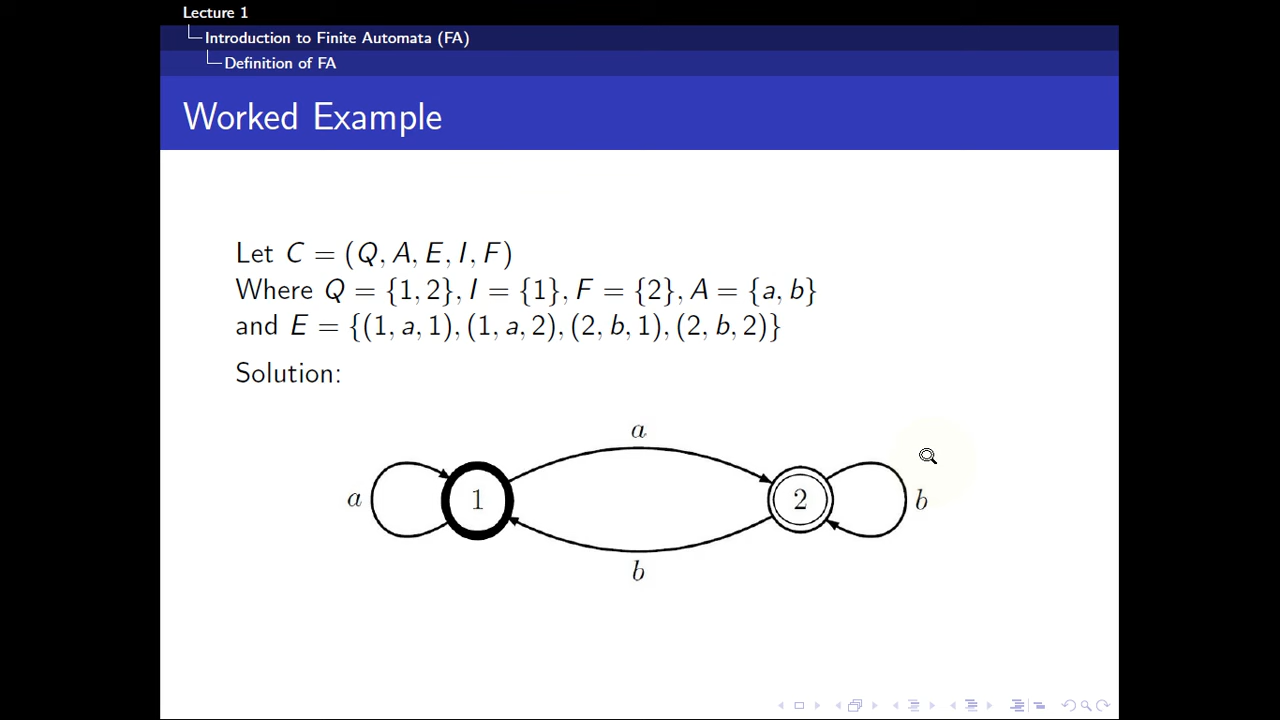 Lecture 1
Introduction to Finite Automata (FA)
Definition of FA
Worked Example
Let C = (Q, A, E, I, F)
Where Q = {1, 2}, I = {1}, F = {2}, A = {a, b}
and E = {(1, a, 1), (1, a, 2), (2, b, 1), (2, b, 2)}
Solution:
a
a 1 2 b
b